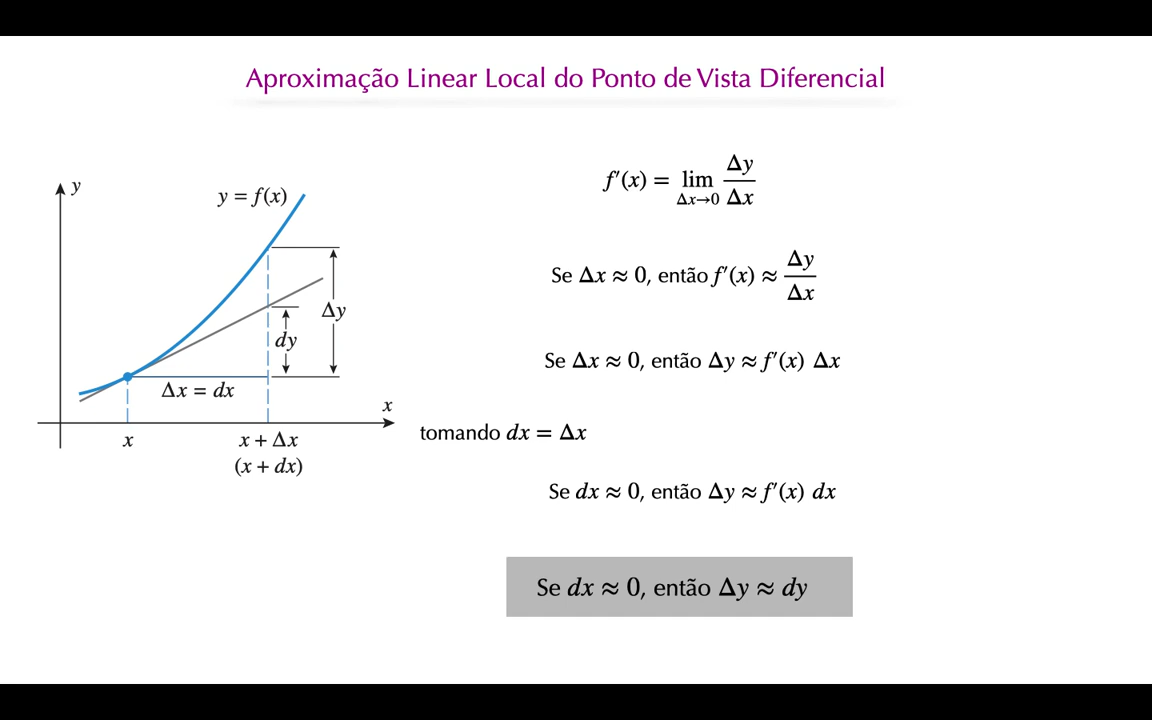 Aproximação Linear Local do Ponto de Vista Diferencial
y
y = f(x)
Δy
dy
Δx = dx
x
x
x + Δx
(x + dx)
f′(x) = lim Δx→0 Δy/Δx
Se Δx ≈ 0, então f′(x) ≈ Δy/Δx
Se Δx ≈ 0, então Δy ≈ f′(x) Δx
tomando dx = Δx
Se dx ≈ 0, então Δy ≈ f′(x) dx
Se dx ≈ 0, então Δy ≈ dy